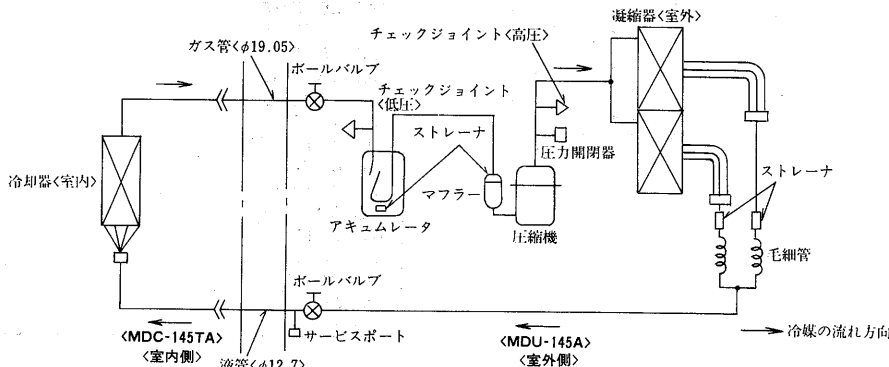 凝縮器<室外>
チェックジョイント<高圧>
ガス管<φ19.05>
ボールバルブ
チェックジョイント
<低圧>
ストレーナ
圧力開閉器
冷却器<室内>
マフラー
ストレーナ
アキュムレータ
圧縮機
毛細管
ボールバルブ
<MDC-145TA>
<室内側>
サービスポート
<MDU-145A>
<室外側>
冷媒の流れ方向
液管<φ12.7>